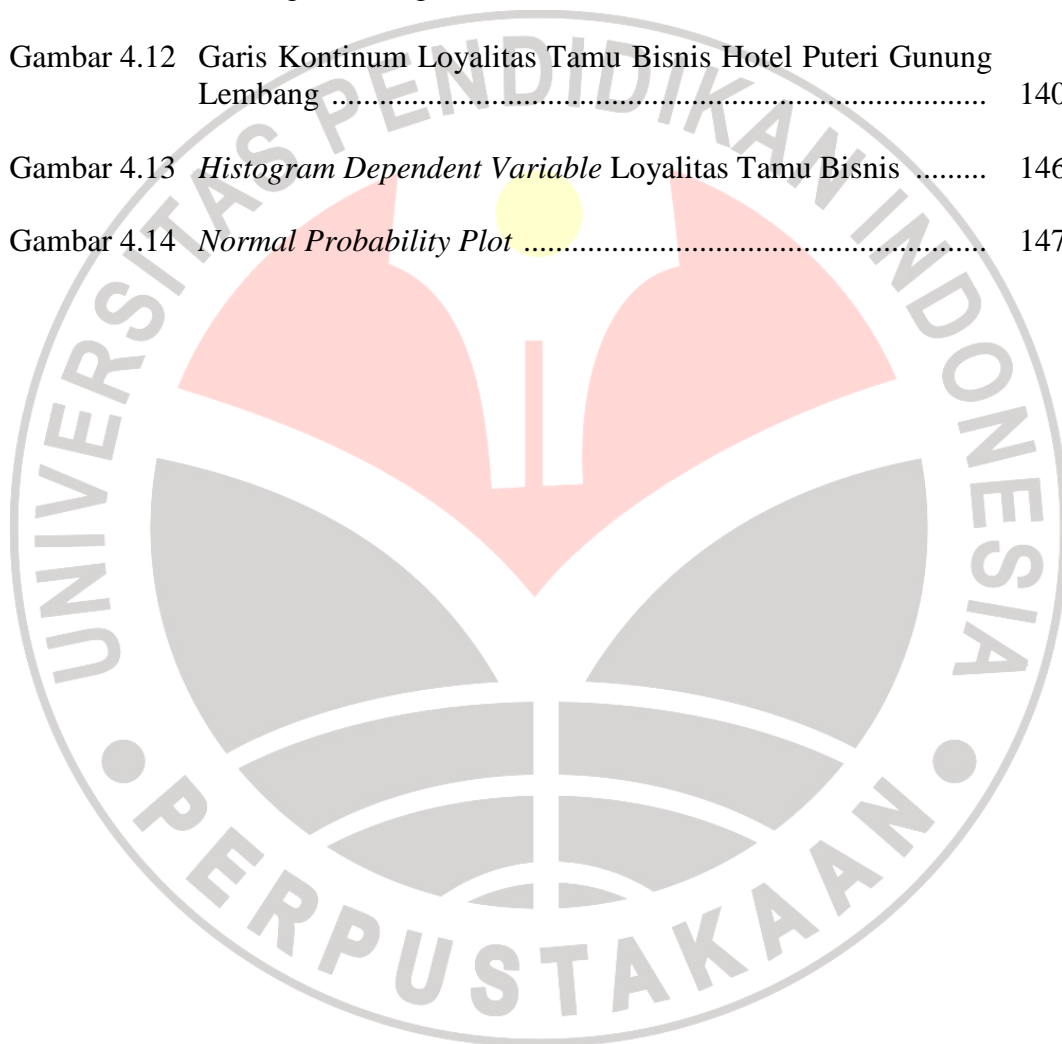 Gambar 4.12 Garis Kontinum Loyalitas Tamu Bisnis Hotel Puteri Gunung
Lembang ........................................................................ 140
Gambar 4.13 Histogram Dependent Variable Loyalitas Tamu Bisnis ......... 146
Gambar 4.14 Normal Probability Plot ................................................... 147
UNIVERSITAS PENDIDIKAN INDONESIA
PERPUSTAKAAN